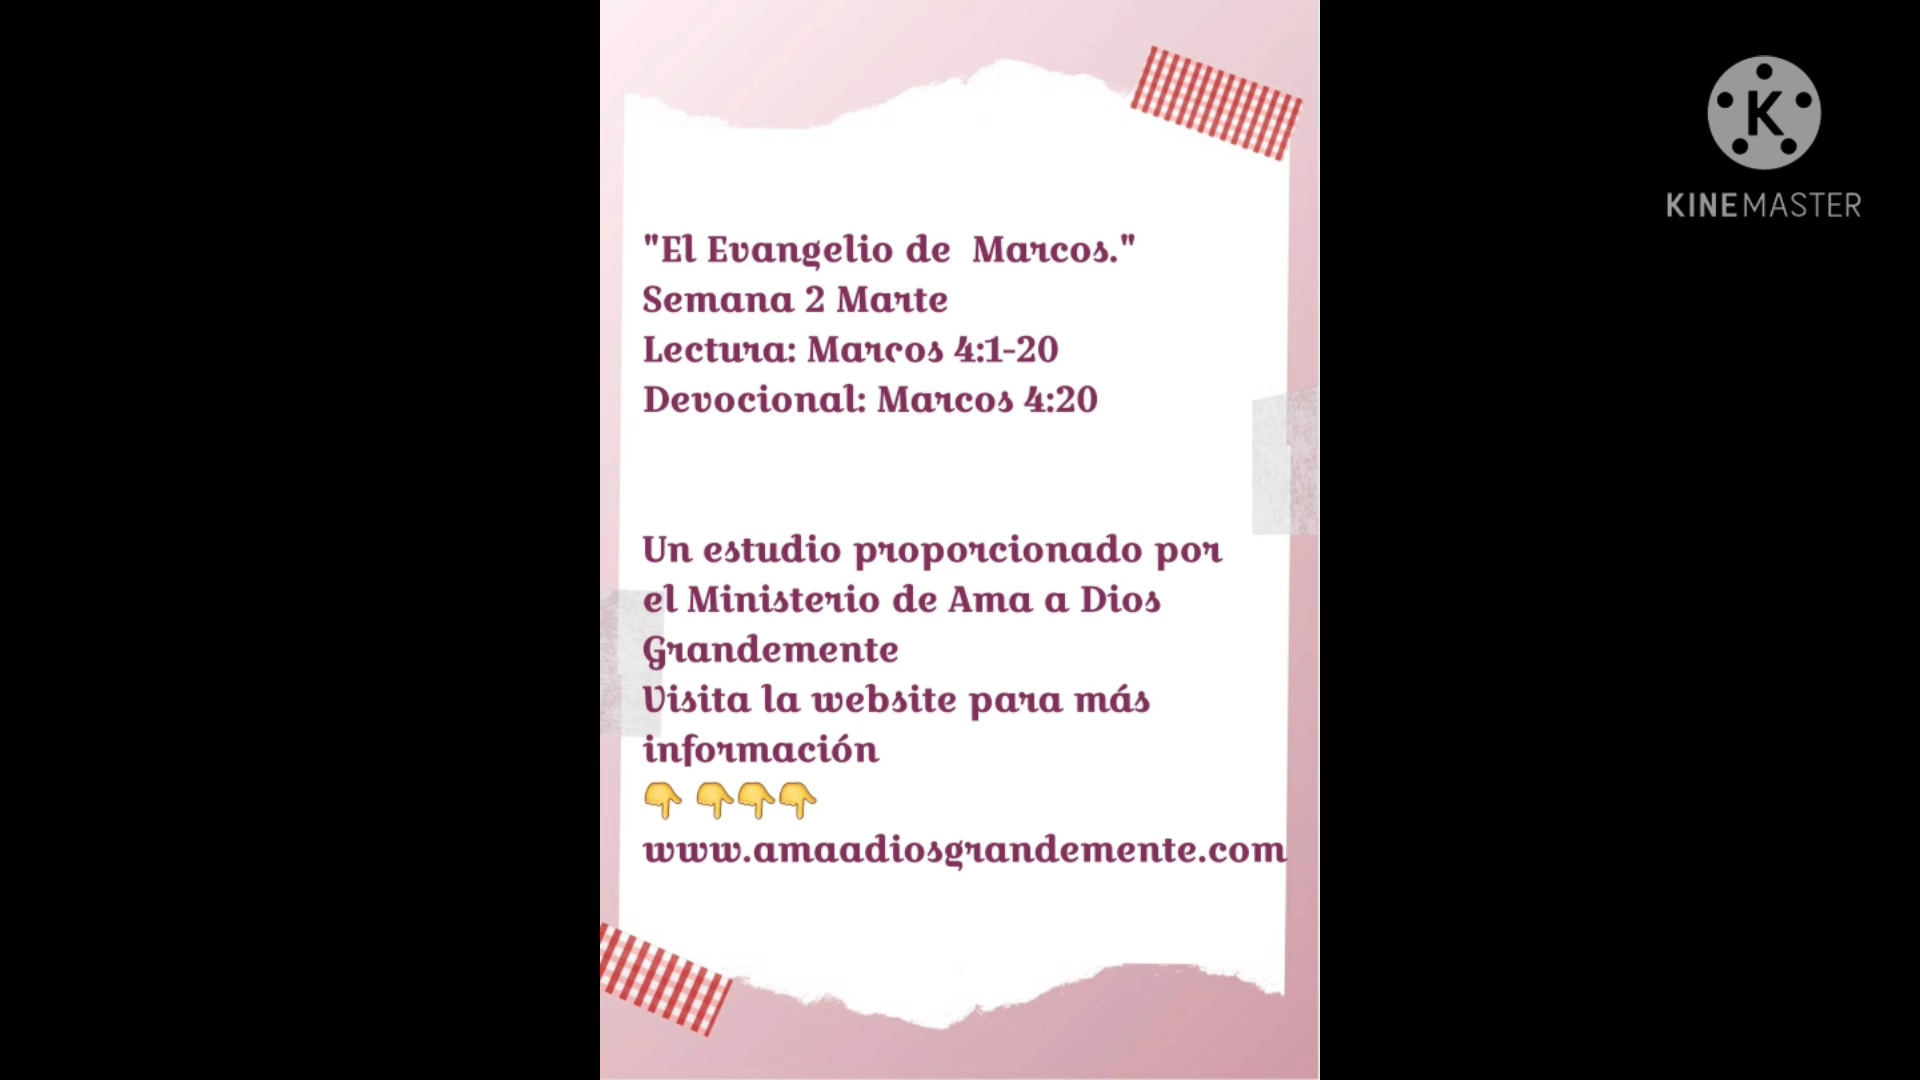 "El Evangelio de  Marcos."
Semana 2 Marte
Lectura: Marcos 4:1-20
Devocional: Marcos 4:20
Un estudio proporcionado por
el Ministerio de Ama a Dios
Grandemente
Visita la website para más
información
👇 👇👇👇
www.amaadiosgrandemente.com
K
KINEMASTER